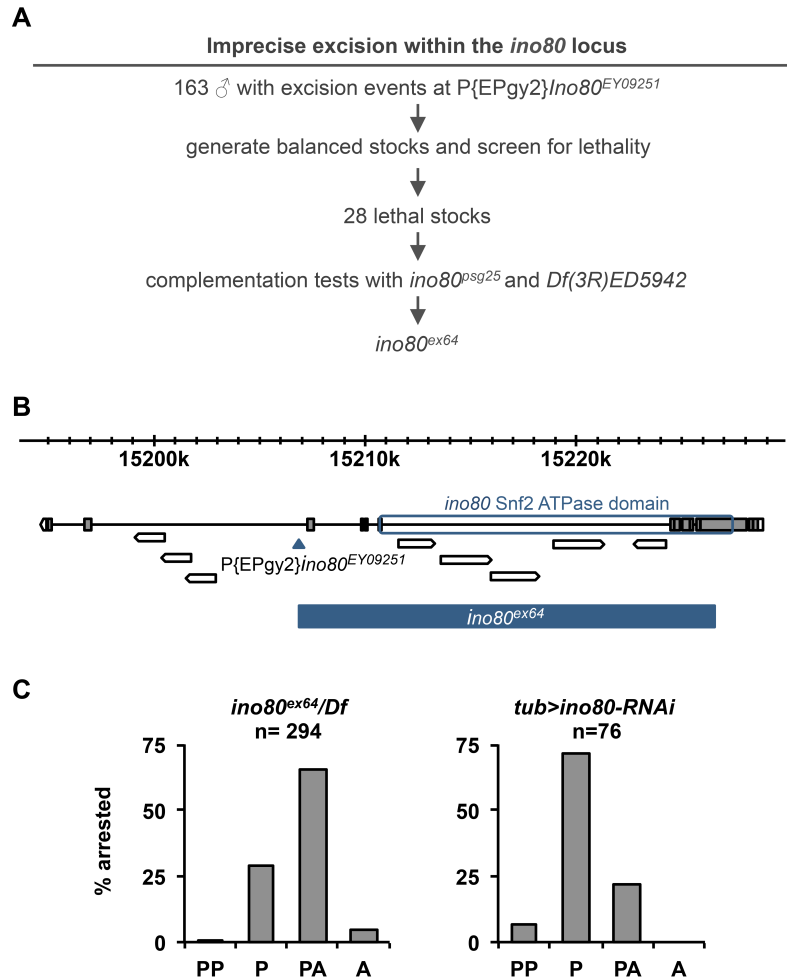 A
Imprecise excision within the ino80 locus
163 ♂ with excision events at P{EPgy2}Ino80EY09251
generate balanced stocks and screen for lethality
28 lethal stocks
complementation tests with ino80psg25 and Df(3R)ED5942
ino80ex64
B
15200k 15210k 15220k
ino80 Snf2 ATPase domain
P{EPgy2}ino80EY09251
ino80ex64
C
ino80ex64/Df
n= 294
% arrested
75
50
25
0
PP P PA A
tub>ino80-RNAi
n=76
75
50
25
0
PP P PA A